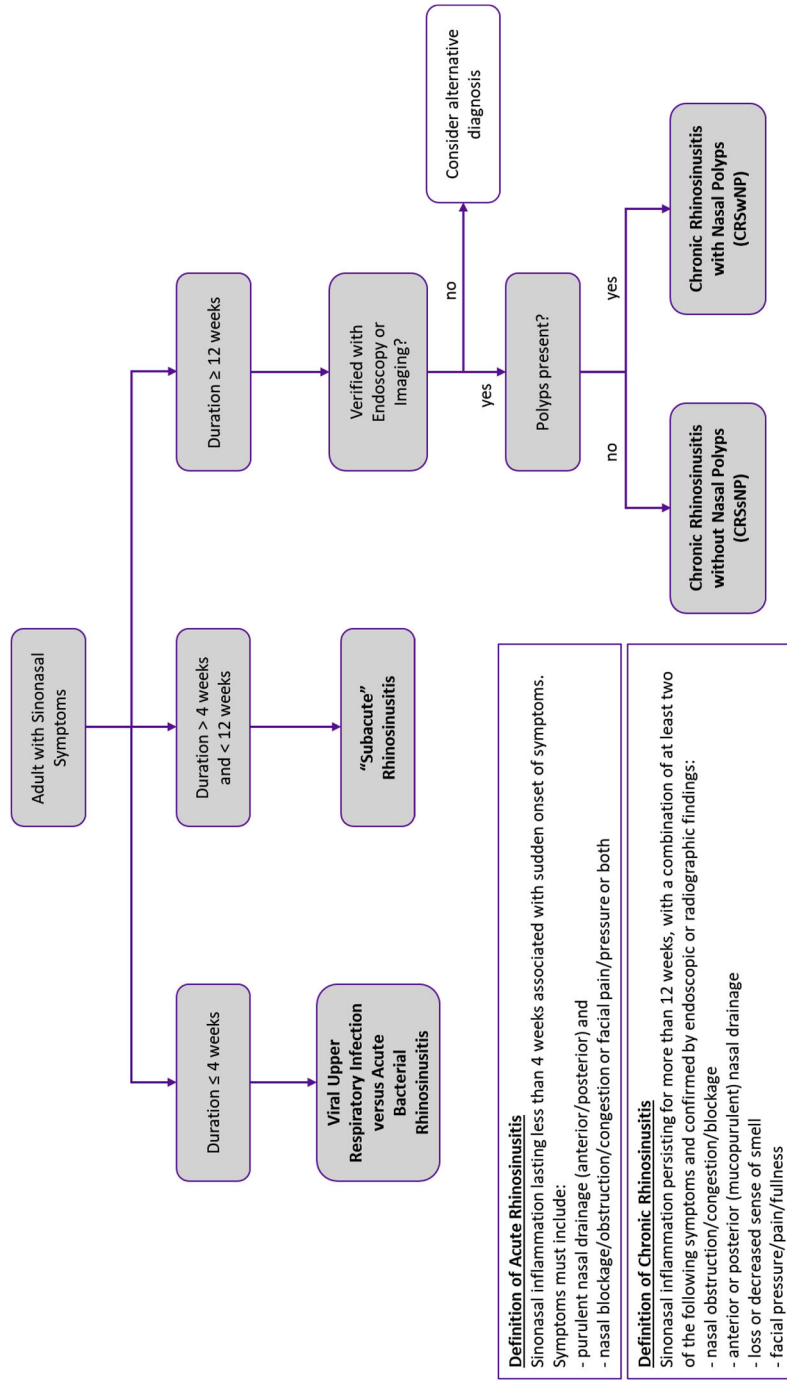 Adult with Sinonasal
Symptoms
Duration ≤ 4 weeks
Duration > 4 weeks
and < 12 weeks
Duration ≥ 12 weeks
Viral Upper
Respiratory Infection
versus Acute
Bacterial
Rhinosinusitis
“Subacute”
Rhinosinusitis
Verified with
Endoscopy or
Imaging?
no
Consider alternative
diagnosis
yes
Polyps present?
no
yes
Chronic Rhinosinusitis
without Nasal Polyps
(CRSsNP)
Chronic Rhinosinusitis
with Nasal Polyps
(CRSwNP)
Definition of Acute Rhinosinusitis
Sinonasal inflammation lasting less than 4 weeks associated with sudden onset of symptoms.
Symptoms must include:
- purulent nasal drainage (anterior/posterior) and
- nasal blockage/obstruction/congestion or facial pain/pressure or both
Definition of Chronic Rhinosinusitis
Sinonasal inflammation persisting for more than 12 weeks, with a combination of at least two
of the following symptoms and confirmed by endoscopic or radiographic findings:
- nasal obstruction/congestion/blockage
- anterior or posterior (mucopurulent) nasal drainage
- loss or decreased sense of smell
- facial pressure/pain/fullness